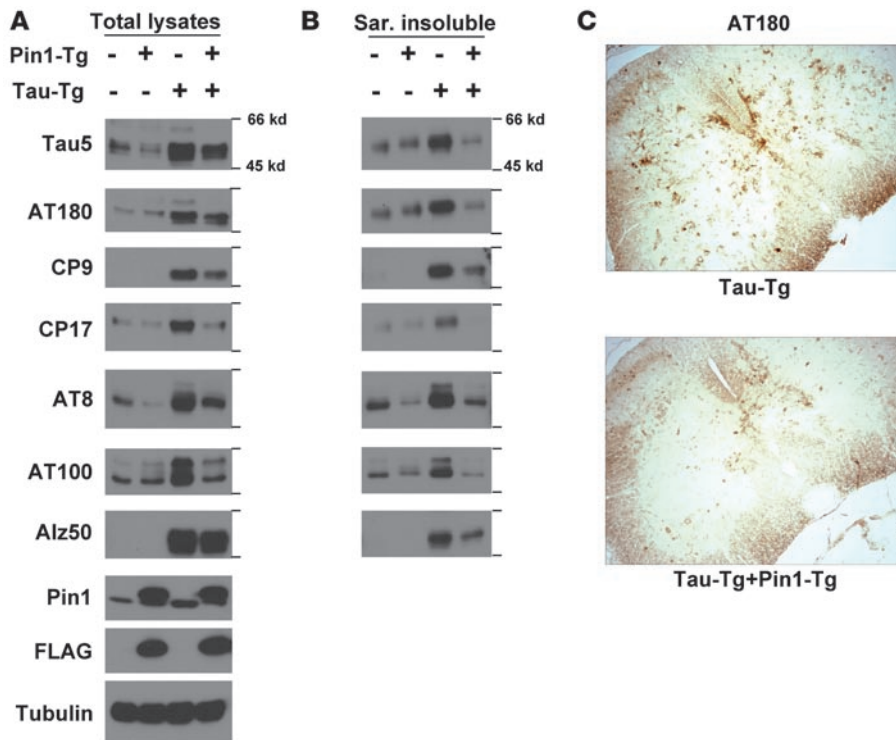 A
Total lysates
Pin1-Tg - + - +
Tau-Tg - - + +
Tau5
66 kd
45 kd
AT180
CP9
CP17
AT8
AT100
Alz50
Pin1
FLAG
Tubulin
B
Sar. insoluble
- + - +
- - + +
66 kd
45 kd
C
AT180
Tau-Tg
Tau-Tg+Pin1-Tg